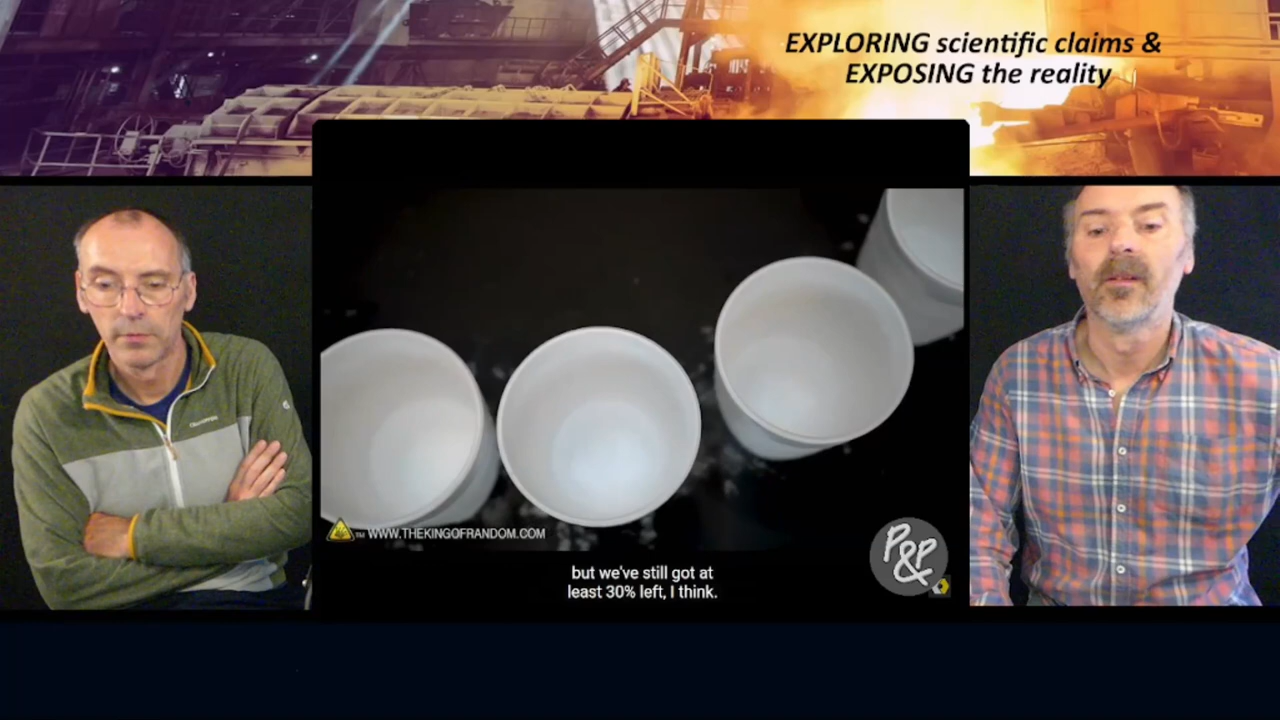 EXPLORING scientific claims &
EXPOSING the reality
TM WWW.THEKINGOFRANDOM.COM
P&P
but we've still got at
least 30% left, I think.